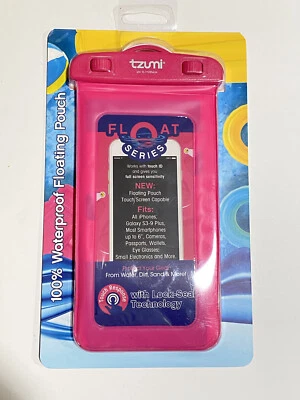 tzumi
FLOAT
SERIES
Works with touch ID
and gives you
full screen sensitivity
NEW:
Floating Pouch
Touch/Screen Capable
Fits:
All iPhones,
Galaxy S3-9 Plus,
Most Smartphones
up to 6", Cameras,
Passports, Wallets,
Eye Glasses;
Small Electronics and More.
From Water, Dirt, Sand & More!
with Lock-Seal
Technology
100% Waterproof Floating Pouch